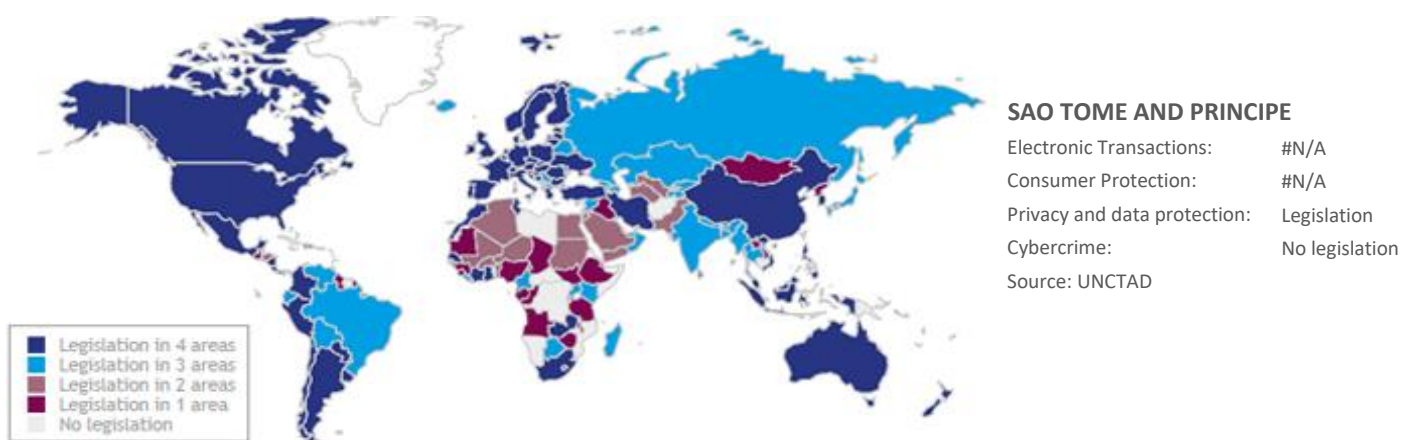 SAO TOME AND PRINCIPE
Electronic Transactions: #N/A
Consumer Protection: #N/A
Privacy and data protection: Legislation
Cybercrime: No legislation
Source: UNCTAD
Legislation in 4 areas
Legislation in 3 areas
Legislation in 2 areas
Legislation in 1 area
No legislation